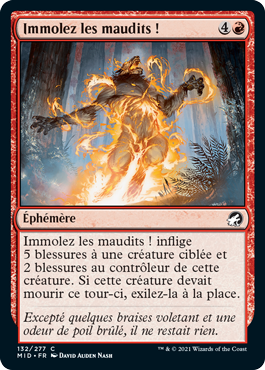 Immolez les maudits ! 4
Éphémère
Immolez les maudits ! inflige
5 blessures à une créature ciblée et
2 blessures au contrôleur de cette
créature. Si cette créature devait
mourir ce tour-ci, exilez-la à la place.
Excepté quelques braises voletant et une
odeur de poil brûlé, il ne restait rien.
132/277 C
MID • FR DAVID AUDEN NASH
™ & © 2021 Wizards of the Coast